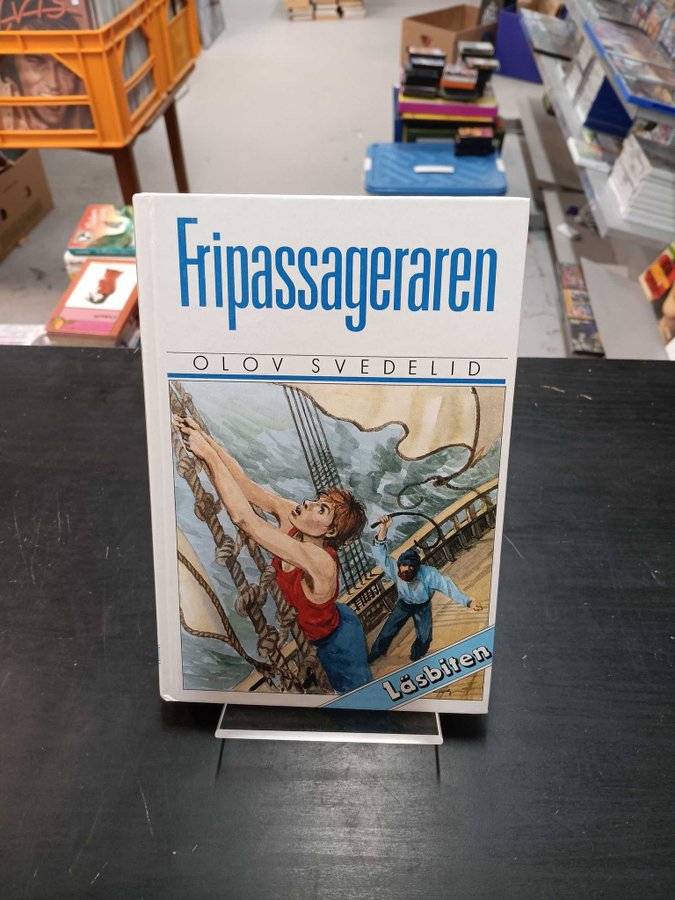 Fripassageraren
OLOV SVEDELID
Läsbiten